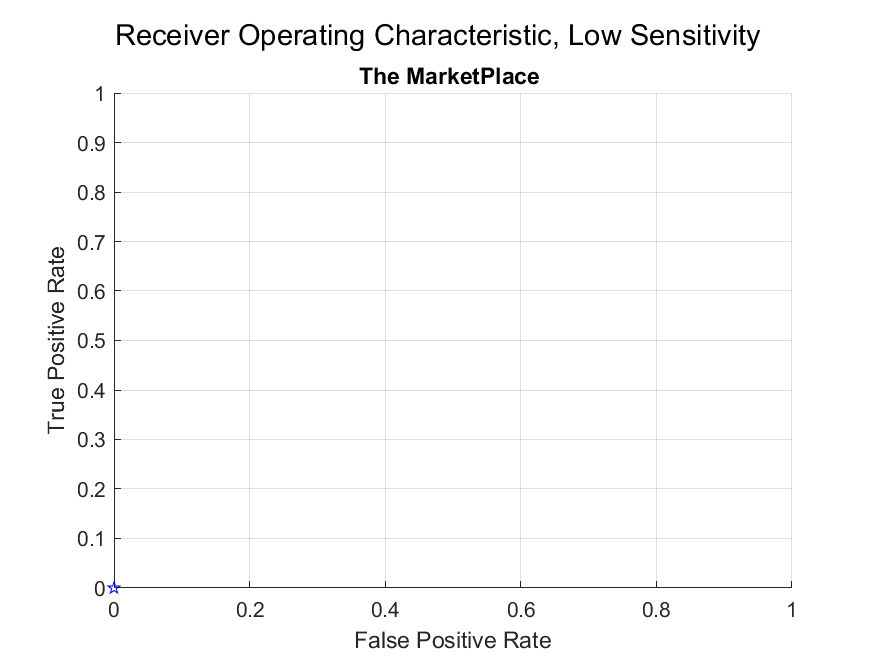 Receiver Operating Characteristic, Low Sensitivity
The MarketPlace
1
0.9
0.8
0.7
0.6
0.5
0.4
0.3
0.2
0.1
0
True Positive Rate
0 0.2 0.4 0.6 0.8 1
False Positive Rate